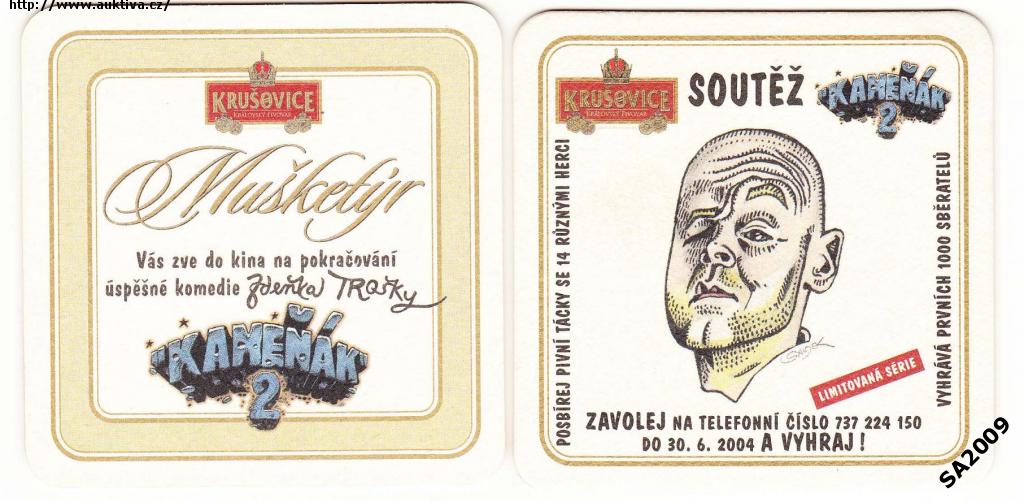 http://www.auktiva.cz/
KRUŠOVICE
KRÁLOVSKÝ PIVOVAR
Mušketýr
Vás zve do kina na pokračování
úspěšné komedie Zdeňka TRošky
"KAMEŇÁK"
2
KRUŠOVICE
KRÁLOVSKÝ PIVOVAR
SOUTĚŽ
"KAMEŇÁK"
2
POSBÍREJ PIVNÍ TÁCKY SE 14 RŮZNÝMI HERCI
VYHRÁVÁ PRVNÍCH 1000 SBĚRATELŮ
LIMITOVANÁ SÉRIE
ZAVOLEJ NA TELEFONNÍ ČÍSLO 737 224 150
DO 30. 6. 2004 A VYHRAJ !
SA2009